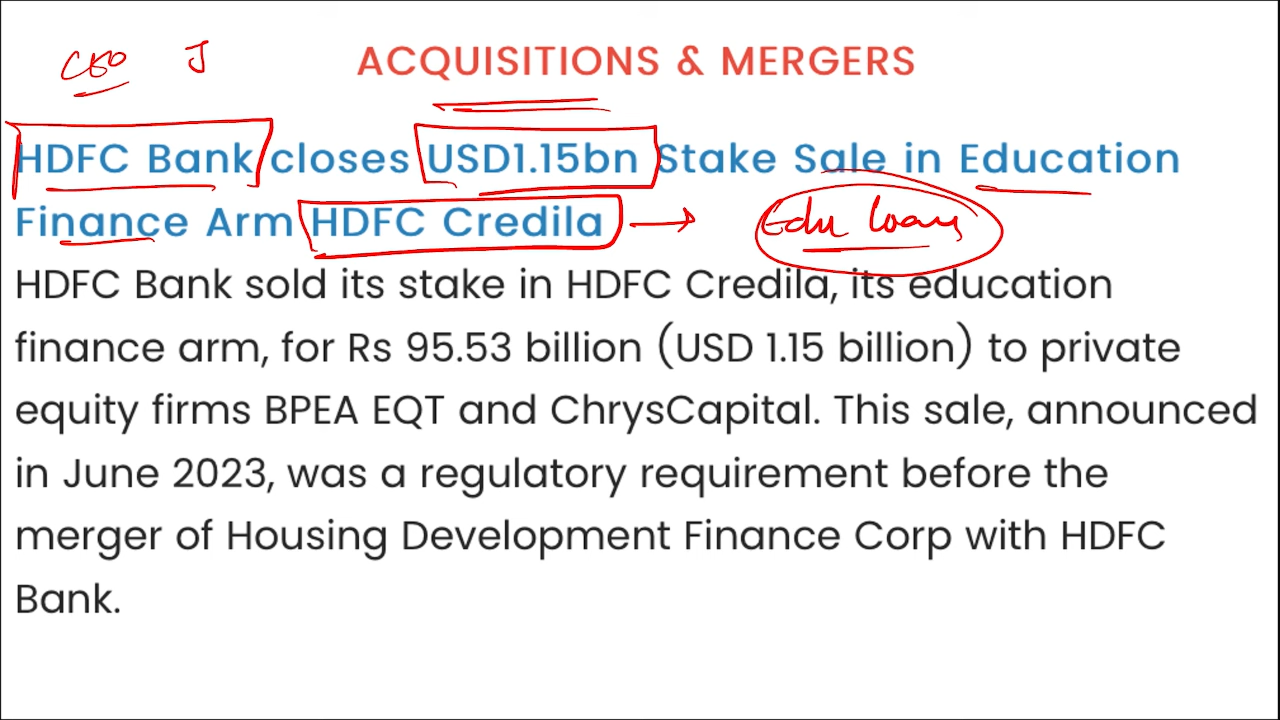 CEO J
ACQUISITIONS & MERGERS
HDFC Bank closes USD1.15bn Stake Sale in Education
Finance Arm HDFC Credila → Edu loans
HDFC Bank sold its stake in HDFC Credila, its education
finance arm, for Rs 95.53 billion (USD 1.15 billion) to private
equity firms BPEA EQT and ChrysCapital. This sale, announced
in June 2023, was a regulatory requirement before the
merger of Housing Development Finance Corp with HDFC
Bank.